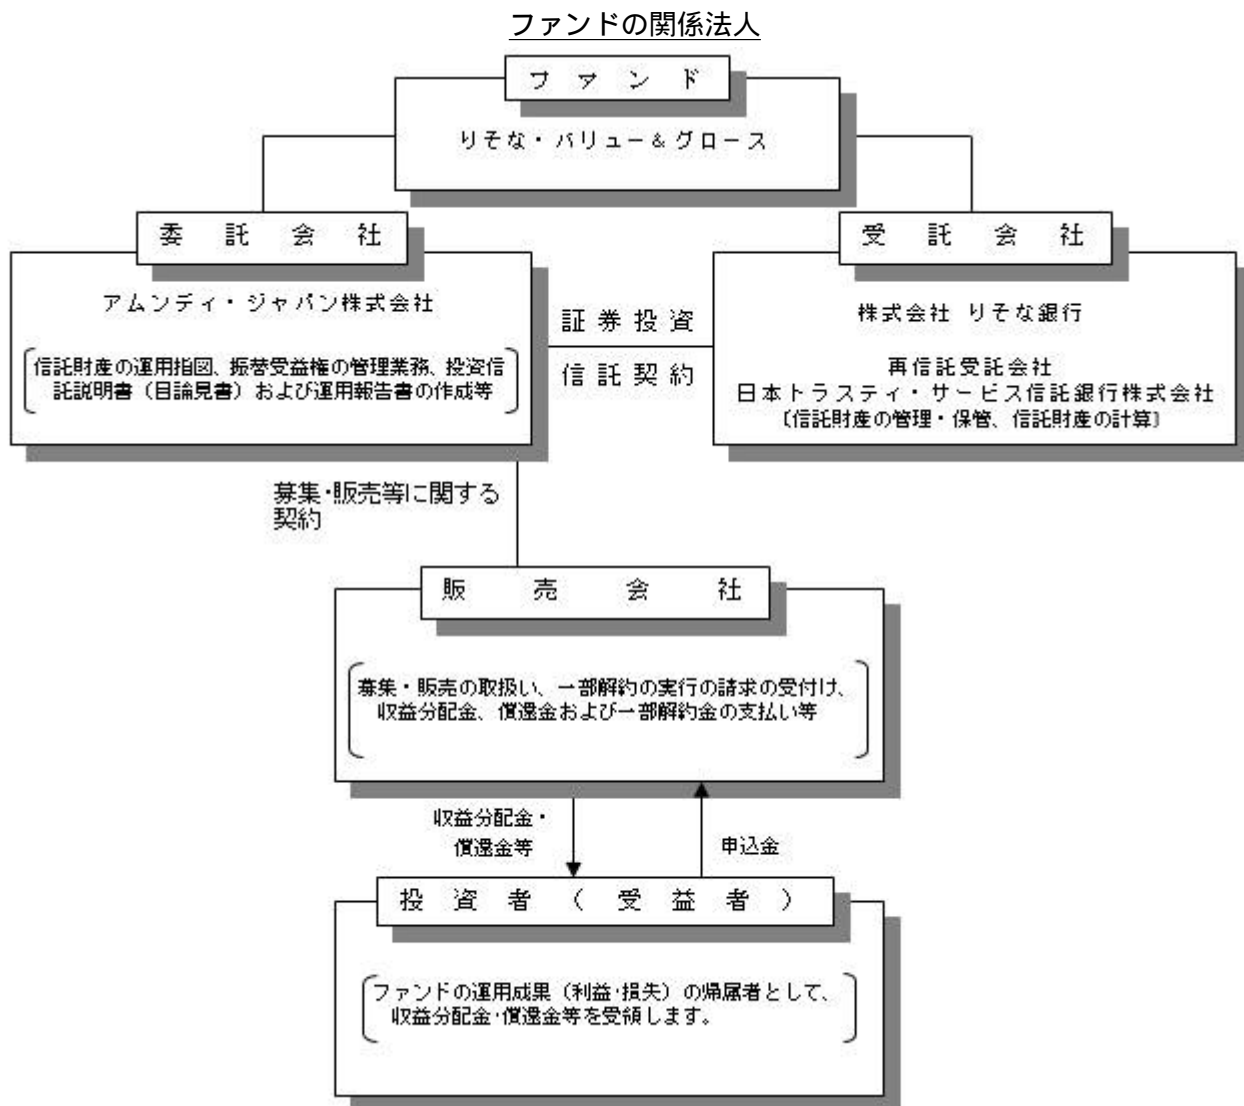 ファンドの関係法人
ファンド
りそな・バリュー&グロース
委託会社
アムンディ・ジャパン株式会社
信託財産の運用指図、振替受益権の管理業務、投資信
託説明書(目論見書)および運用報告書の作成等
証券投資
信託契約
受託会社
株式会社 りそな銀行
再信託受託会社
日本トラスティ・サービス信託銀行株式会社
〔信託財産の管理・保管、信託財産の計算〕
募集・販売等に関する
契約
販売会社
募集・販売の取扱い、一部解約の実行の請求の受付け、
収益分配金、償還金および一部解約金の支払い等
収益分配金・
償還金等
申込金
投資者(受益者)
ファンドの運用成果(利益・損失)の帰属者として、
収益分配金・償還金等を受領します。